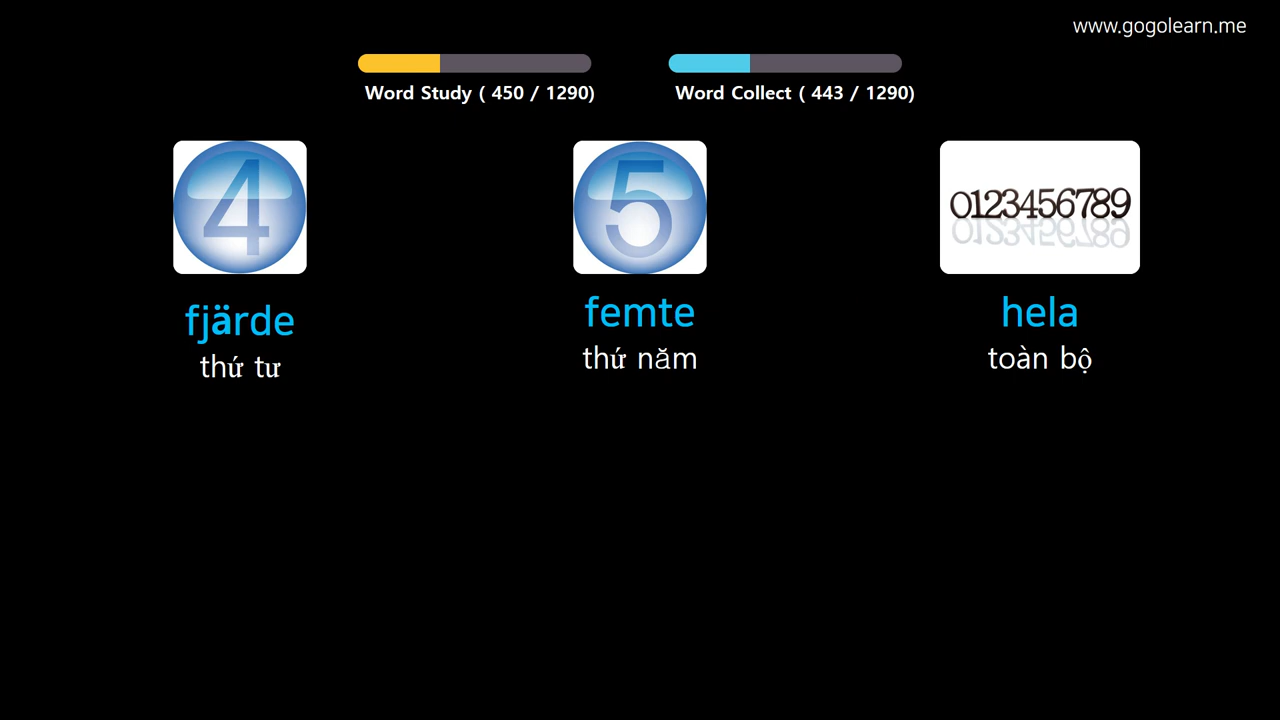 www.gogolearn.me
Word Study ( 450 / 1290)
Word Collect ( 443 / 1290)
4
5
0123456789
fjärde
femte
hela
thứ tư
thứ năm
toàn bộ